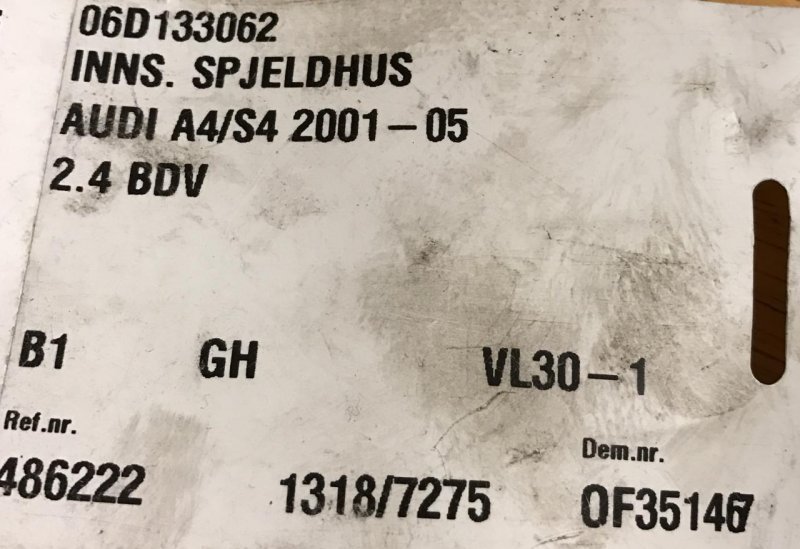 06D133062
INNS. SPJELDHUS
AUDI A4/S4 2001-05
2.4 BDV
B1 GH VL30-1
Ref.nr. Dem.nr.
486222 1318/7275